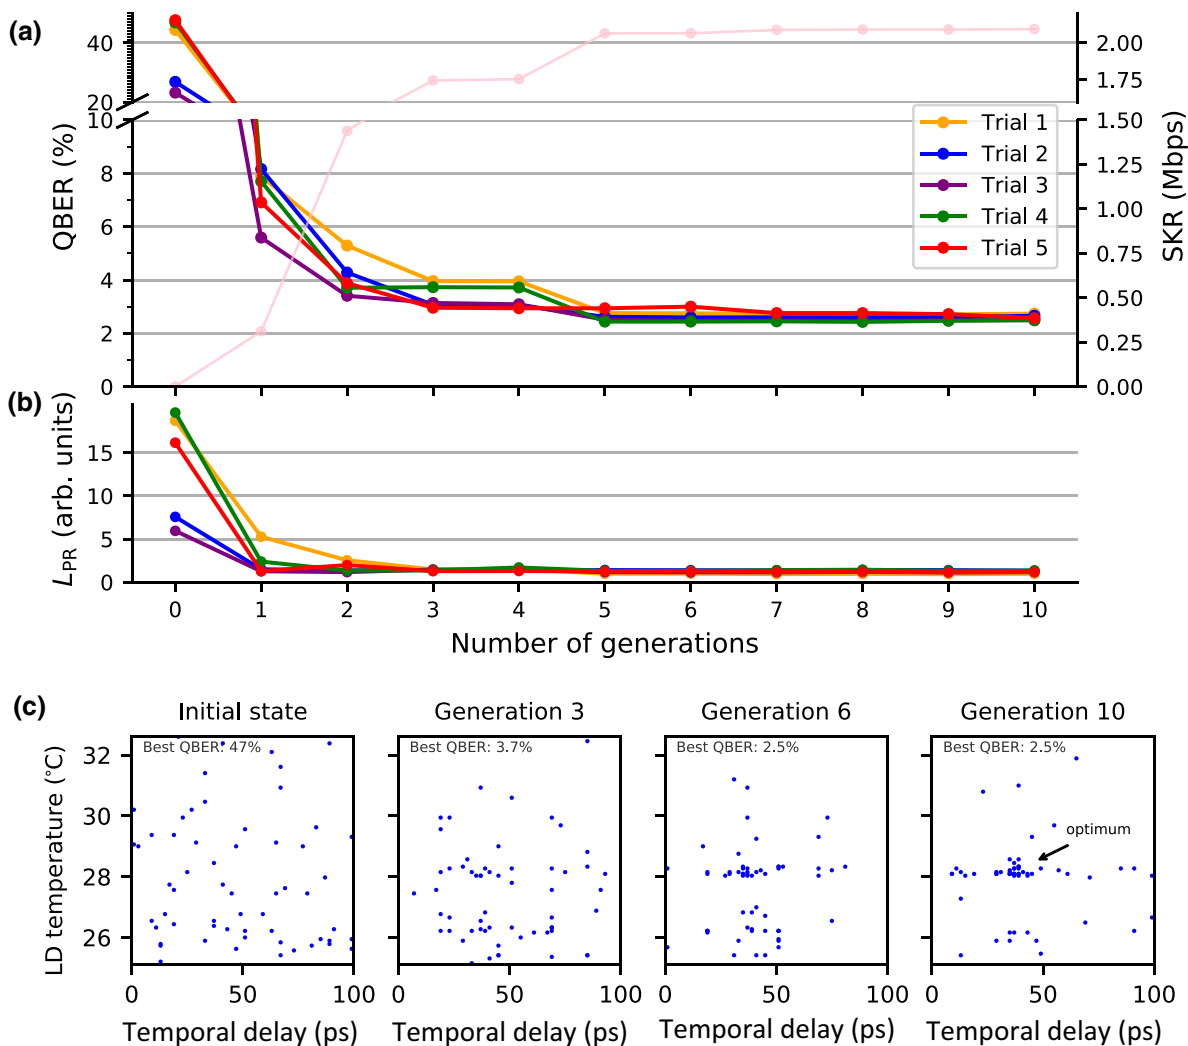 (a)
40
20
10
8
6
4
2
0
QBER (%)
2.00
1.75
1.50
1.25
1.00
0.75
0.50
0.25
0.00
SKR (Mbps)
Trial 1
Trial 2
Trial 3
Trial 4
Trial 5
(b)
15
10
5
0
LPR (arb. units)
0 1 2 3 4 5 6 7 8 9 10
Number of generations
(c)
Initial state Generation 3 Generation 6 Generation 10
Best QBER: 47% Best QBER: 3.7% Best QBER: 2.5% Best QBER: 2.5%
optimum
32
30
28
26
LD temperature (°C)
0 50 100 0 50 100 0 50 100 0 50 100
Temporal delay (ps) Temporal delay (ps) Temporal delay (ps) Temporal delay (ps)